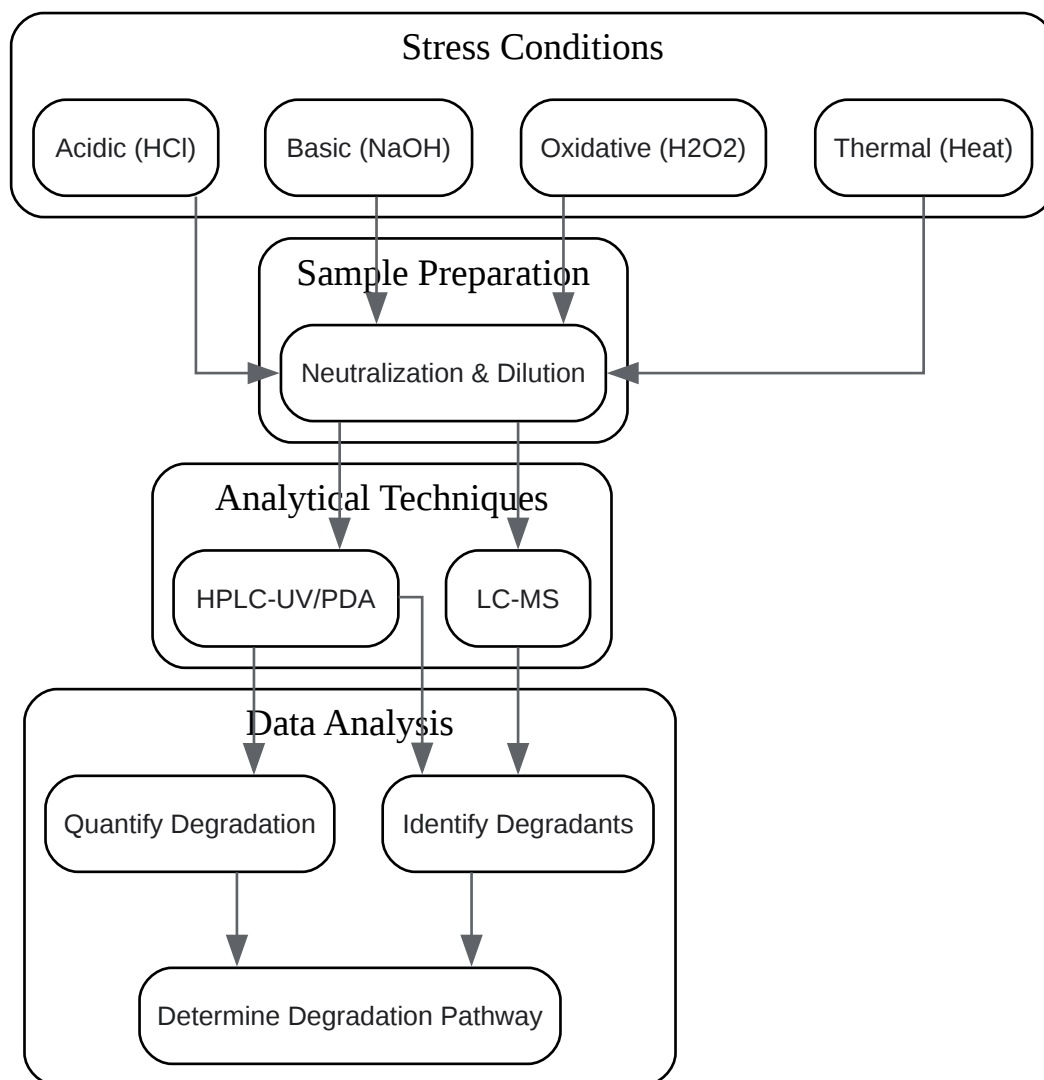 Stress Conditions
Acidic (HCl)
Basic (NaOH)
Oxidative (H2O2)
Thermal (Heat)
Sample Preparation
Neutralization & Dilution
Analytical Techniques
HPLC-UV/PDA
LC-MS
Data Analysis
Quantify Degradation
Identify Degradants
Determine Degradation Pathway